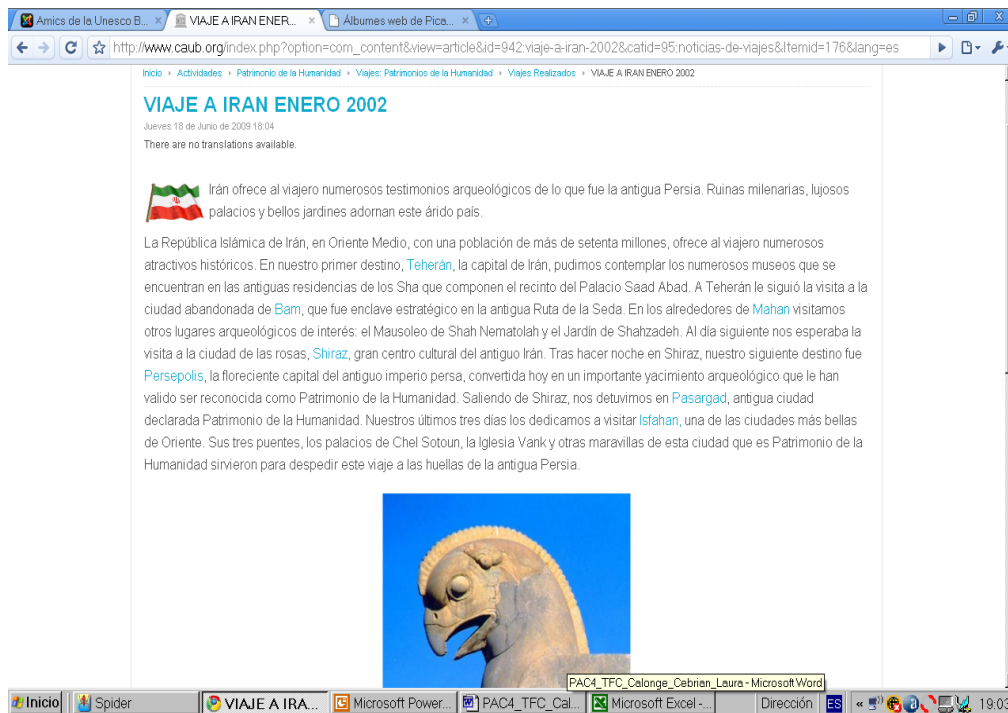 Amics de la Unesco B...
VIAJE A IRAN ENER...
Álbumes web de Pica...
http://www.caub.org/index.php?option=com_content&view=article&id=942:viaje-a-iran-2002&catid=95:noticias-de-viajes&Itemid=176&lang=es
Inicio › Actividades › Patrimonio de la Humanidad › Viajes: Patrimonios de la Humanidad › Viajes Realizados › VIAJE A IRAN ENERO 2002
VIAJE A IRAN ENERO 2002
Jueves 18 de Junio de 2009 18:04
There are no translations available.
Irán ofrece al viajero numerosos testimonios arqueológicos de lo que fue la antigua Persia. Ruinas milenarias, lujosos
palacios y bellos jardines adornan este árido país.
La República Islámica de Irán, en Oriente Medio, con una población de más de setenta millones, ofrece al viajero numerosos
atractivos históricos. En nuestro primer destino, Teherán, la capital de Irán, pudimos contemplar los numerosos museos que se
encuentran en las antiguas residencias de los Sha que componen el recinto del Palacio Saad Abad. A Teherán le siguió la visita a la
ciudad abandonada de Bam, que fue enclave estratégico en la antigua Ruta de la Seda. En los alrededores de Mahan visitamos
otros lugares arqueológicos de interés: el Mausoleo de Shah Nematolah y el Jardín de Shahzadeh. Al día siguiente nos esperaba la
visita a la ciudad de las rosas, Shiraz, gran centro cultural del antiguo Irán. Tras hacer noche en Shiraz, nuestro siguiente destino fue
Persepolis, la floreciente capital del antiguo imperio persa, convertida hoy en un importante yacimiento arqueológico que le han
valido ser reconocida como Patrimonio de la Humanidad. Saliendo de Shiraz, nos detuvimos en Pasargad, antigua ciudad
declarada Patrimonio de la Humanidad. Nuestros últimos tres días los dedicamos a visitar Isfahan, una de las ciudades más bellas
de Oriente. Sus tres puentes, los palacios de Chel Sotoun, la Iglesia Vank y otras maravillas de esta ciudad que es Patrimonio de la
Humanidad sirvieron para despedir este viaje a las huellas de la antigua Persia.
PAC4_TFC_Calonge_Cebrian_Laura - Microsoft Word
Inicio
Spider
VIAJE A IRA...
Microsoft Power...
PAC4_TFC_Cal...
Microsoft Excel -...
Dirección
ES
19:03